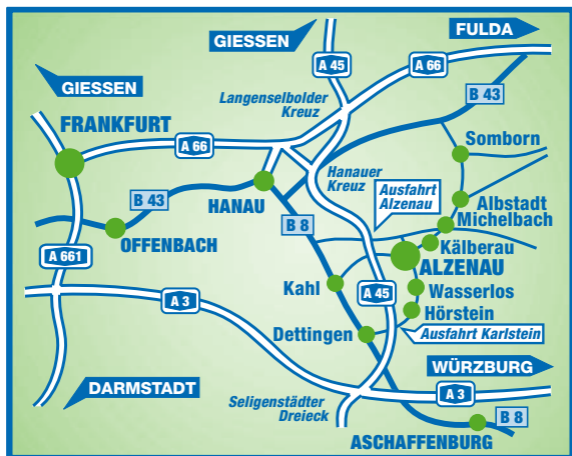 GIESSEN
A 45
FULDA
A 66
GIESSEN
B 43
Langenselbolder
Kreuz
FRANKFURT
A 66
Somborn
Hanauer
Kreuz
Ausfahrt
Alzenau
B 43
HANAU
Albstadt
Michelbach
B 8
OFFENBACH
Kälberau
ALZENAU
A 661
Kahl
A 45
Wasserlos
A 3
Hörstein
Dettingen
Ausfahrt Karlstein
WÜRZBURG
DARMSTADT
A 3
Seligenstädter
Dreieck
B 8
ASCHAFFENBURG